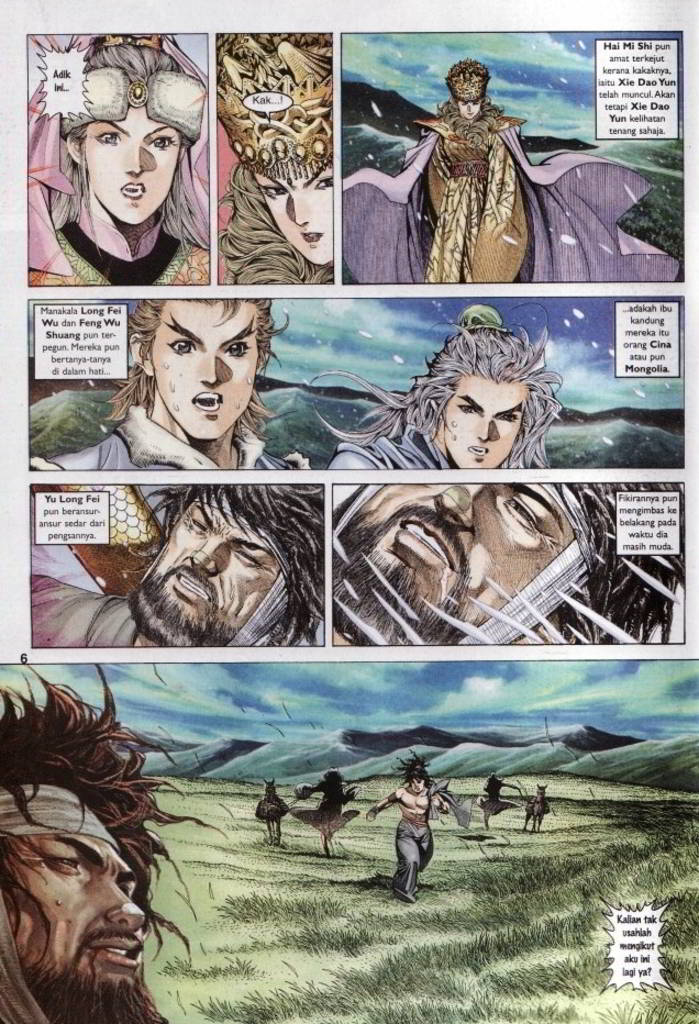 Adik
ini...
Kak...!
Hai Mi Shi pun
amat terkejut
kerana kakaknya,
iaitu Xie Dao Yun
telah muncul. Akan
tetapi Xie Dao
Yun kelihatan
tenang sahaja.
Manakala Long Fei
Wu dan Feng Wu
Shuang pun ter-
pegun. Mereka pun
bertanya-tanya
di dalam hati...
...adakah ibu
kandung
mereka itu
orang Cina
atau pun
Mongolia.
Yu Long Fei
pun beransur-
ansur sedar dari
pengsannya.
Fikirannya pun
mengimbas ke
belakang pada
waktu dia
masih muda.
6
Kalian tak
usahlah
mengikut
aku ini
lagi ya?